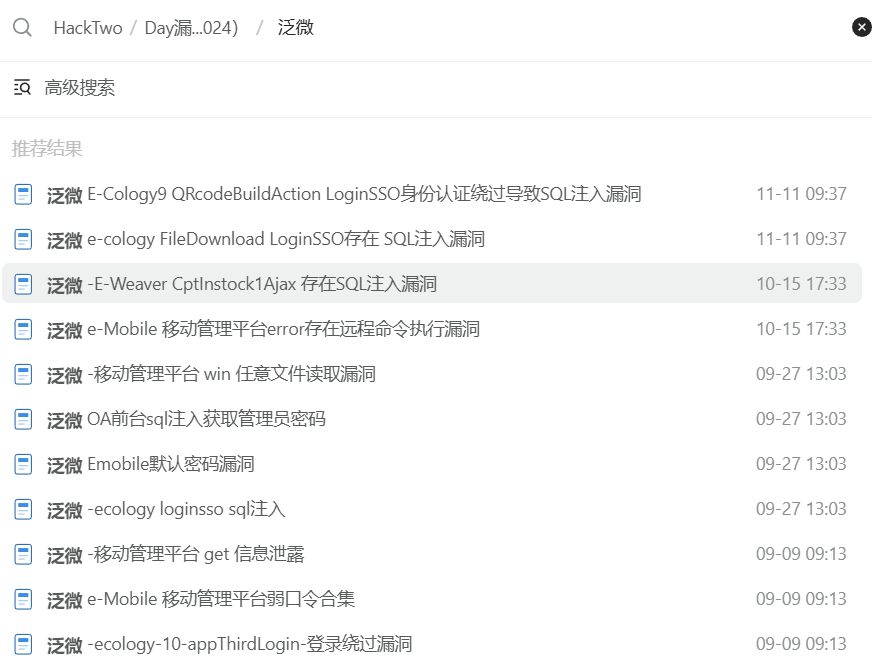 HackTwo / Day漏...024) / 泛微
高级搜索
推荐结果
泛微 E-Cology9 QRcodeBuildAction LoginSSO身份认证绕过导致SQL注入漏洞 11-11 09:37
泛微 e-cology FileDownload LoginSSO存在 SQL注入漏洞 11-11 09:37
泛微 -E-Weaver CptInstock1Ajax 存在SQL注入漏洞 10-15 17:33
泛微 e-Mobile 移动管理平台error存在远程命令执行漏洞 10-15 17:33
泛微 -移动管理平台 win 任意文件读取漏洞 09-27 13:03
泛微 OA前台sql注入获取管理员密码 09-27 13:03
泛微 Emobile默认密码漏洞 09-27 13:03
泛微 -ecology loginsso sql注入 09-27 13:03
泛微 -移动管理平台 get 信息泄露 09-09 09:13
泛微 e-Mobile 移动管理平台弱口令合集 09-09 09:13
泛微 -ecology-10-appThirdLogin-登录绕过漏洞 09-09 09:13